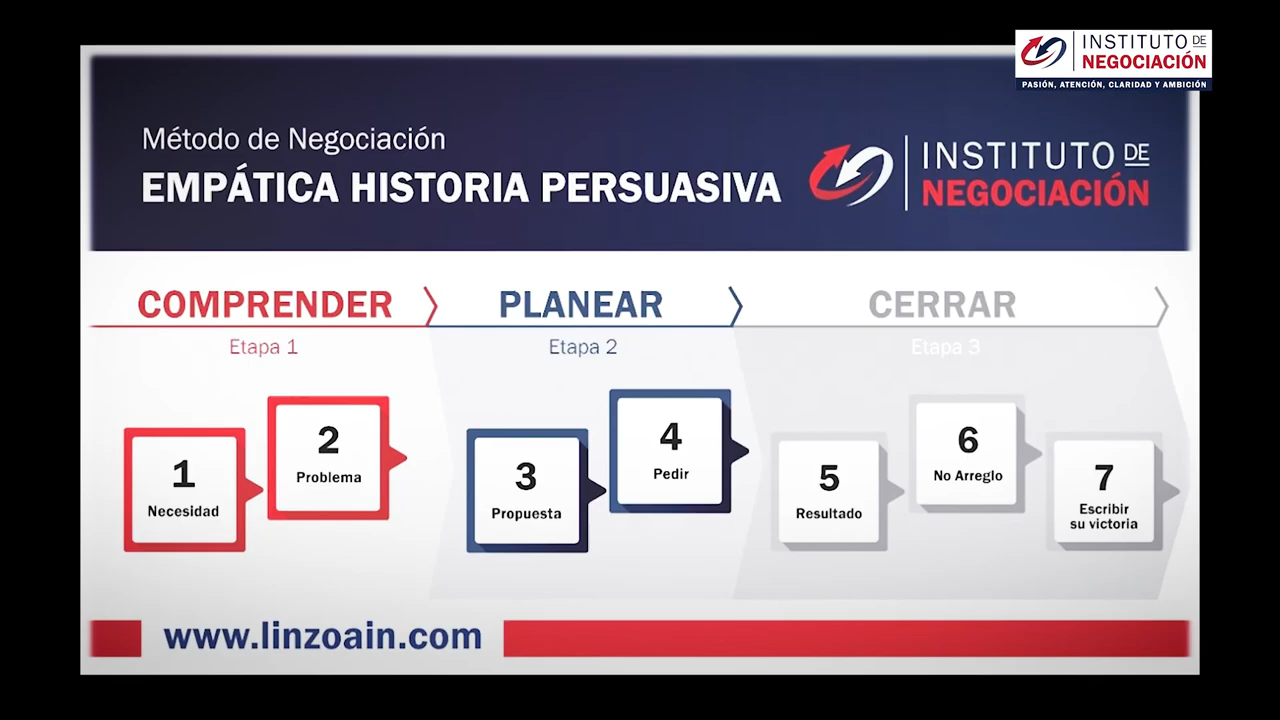 INSTITUTO DE
NEGOCIACIÓN
PASIÓN, ATENCIÓN, CLARIDAD Y AMBICIÓN
Método de Negociación
EMPÁTICA HISTORIA PERSUASIVA
INSTITUTO DE
NEGOCIACIÓN
COMPRENDER
Etapa 1
PLANEAR
Etapa 2
CERRAR
Etapa 3
1
Necesidad
2
Problema
3
Propuesta
4
Pedir
5
Resultado
6
No Arreglo
7
Escribir
su victoria
www.linzoain.com